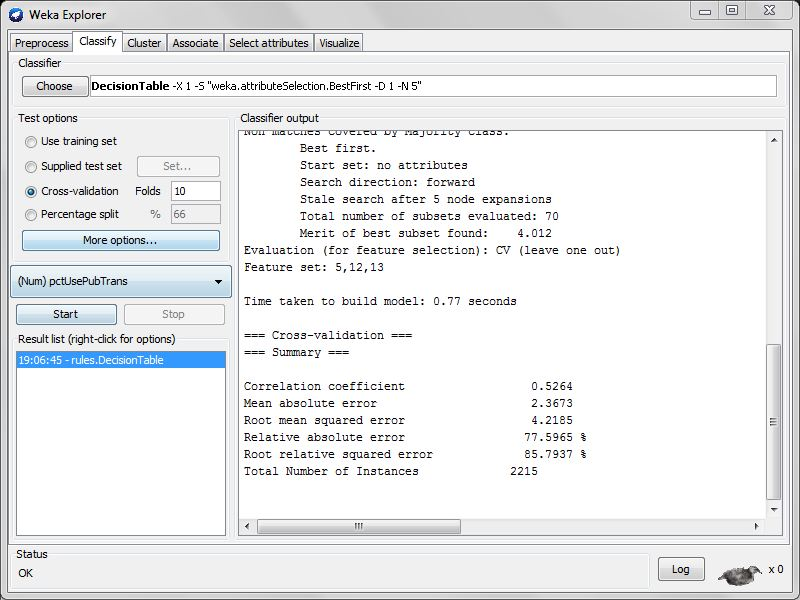 Weka Explorer
Preprocess Classify Cluster Associate Select attributes Visualize
Classifier
Choose DecisionTable -X 1 -S "weka.attributeSelection.BestFirst -D 1 -N 5"
Test options
Use training set
Supplied test set Set...
Cross-validation Folds 10
Percentage split % 66
More options...
(Num) pctUsePubTrans
Start Stop
Result list (right-click for options)
19:06:45 - rules.DecisionTable
Classifier output
Non matches covered by Majority class.
Best first.
Start set: no attributes
Search direction: forward
Stale search after 5 node expansions
Total number of subsets evaluated: 70
Merit of best subset found: 4.012
Evaluation (for feature selection): CV (leave one out)
Feature set: 5,12,13
Time taken to build model: 0.77 seconds
=== Cross-validation ===
=== Summary ===
Correlation coefficient 0.5264
Mean absolute error 2.3673
Root mean squared error 4.2185
Relative absolute error 77.5965 %
Root relative squared error 85.7937 %
Total Number of Instances 2215
Status
OK
Log x 0